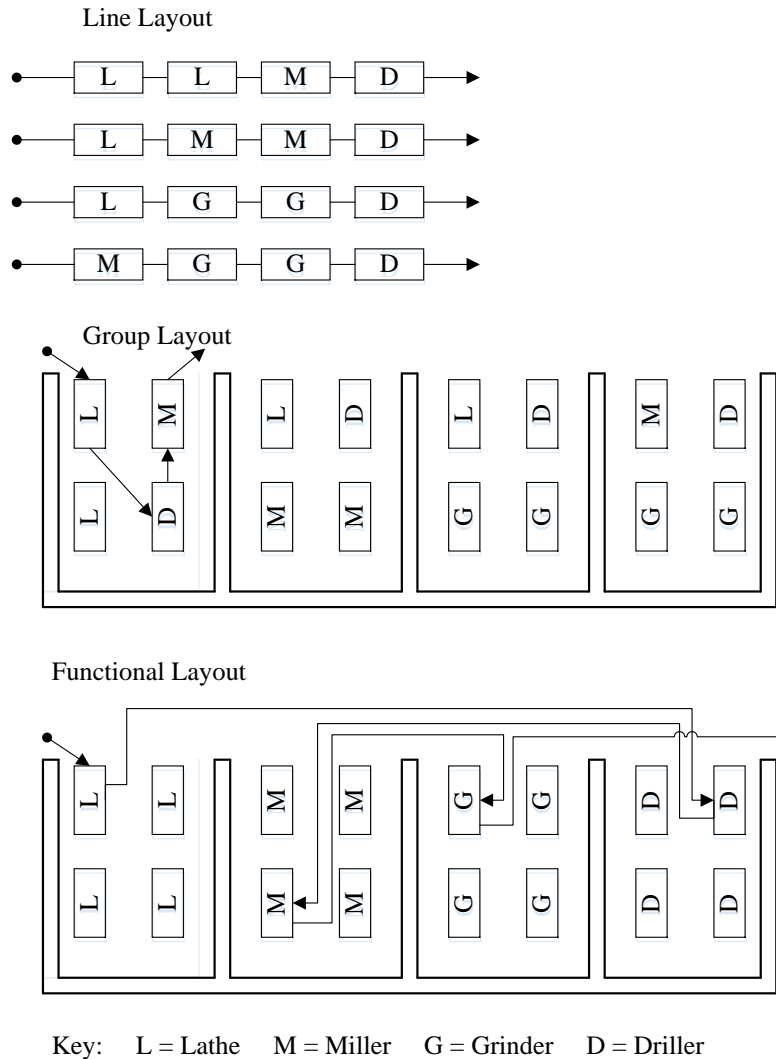 Line Layout
L L M D
L M M D
L G G D
M G G D
Group Layout
L M L D L D M D
L D M M G G G G
Functional Layout
L L M M G G D D
L L M M G G D D
Key: L = Lathe M = Miller G = Grinder D = Driller